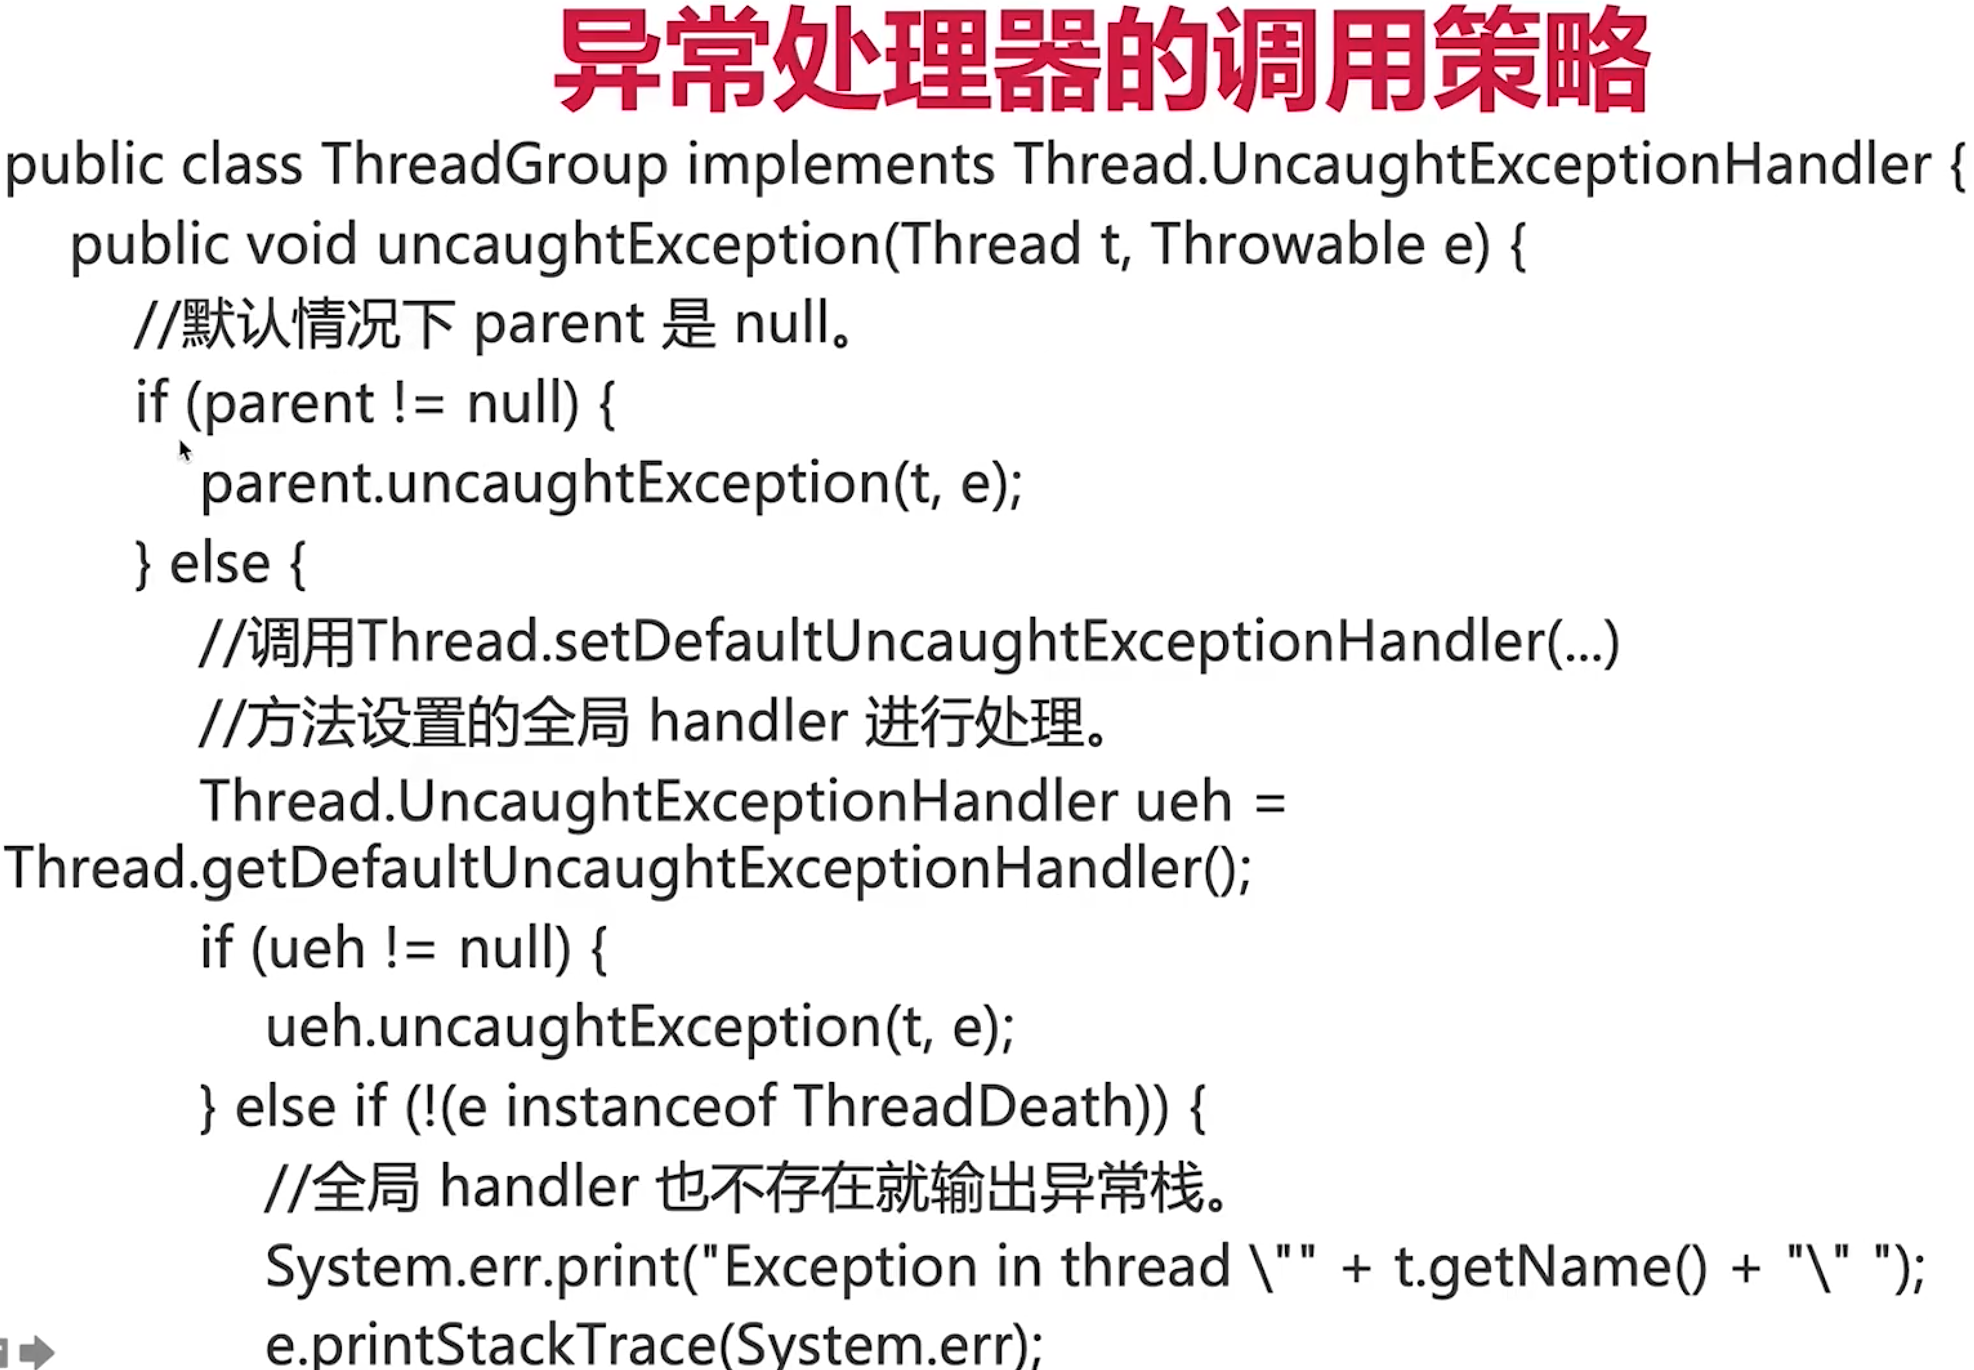 异常处理器的调用策略
public class ThreadGroup implements Thread.UncaughtExceptionHandler {
public void uncaughtException(Thread t, Throwable e) {
//默认情况下 parent 是 null。
if (parent != null) {
parent.uncaughtException(t, e);
} else {
//调用Thread.setDefaultUncaughtExceptionHandler(...)
//方法设置的全局 handler 进行处理。
Thread.UncaughtExceptionHandler ueh =
Thread.getDefaultUncaughtExceptionHandler();
if (ueh != null) {
ueh.uncaughtException(t, e);
} else if (!(e instanceof ThreadDeath)) {
//全局 handler 也不存在就输出异常栈。
System.err.print("Exception in thread \"" + t.getName() + "\" ");
e.printStackTrace(System.err);